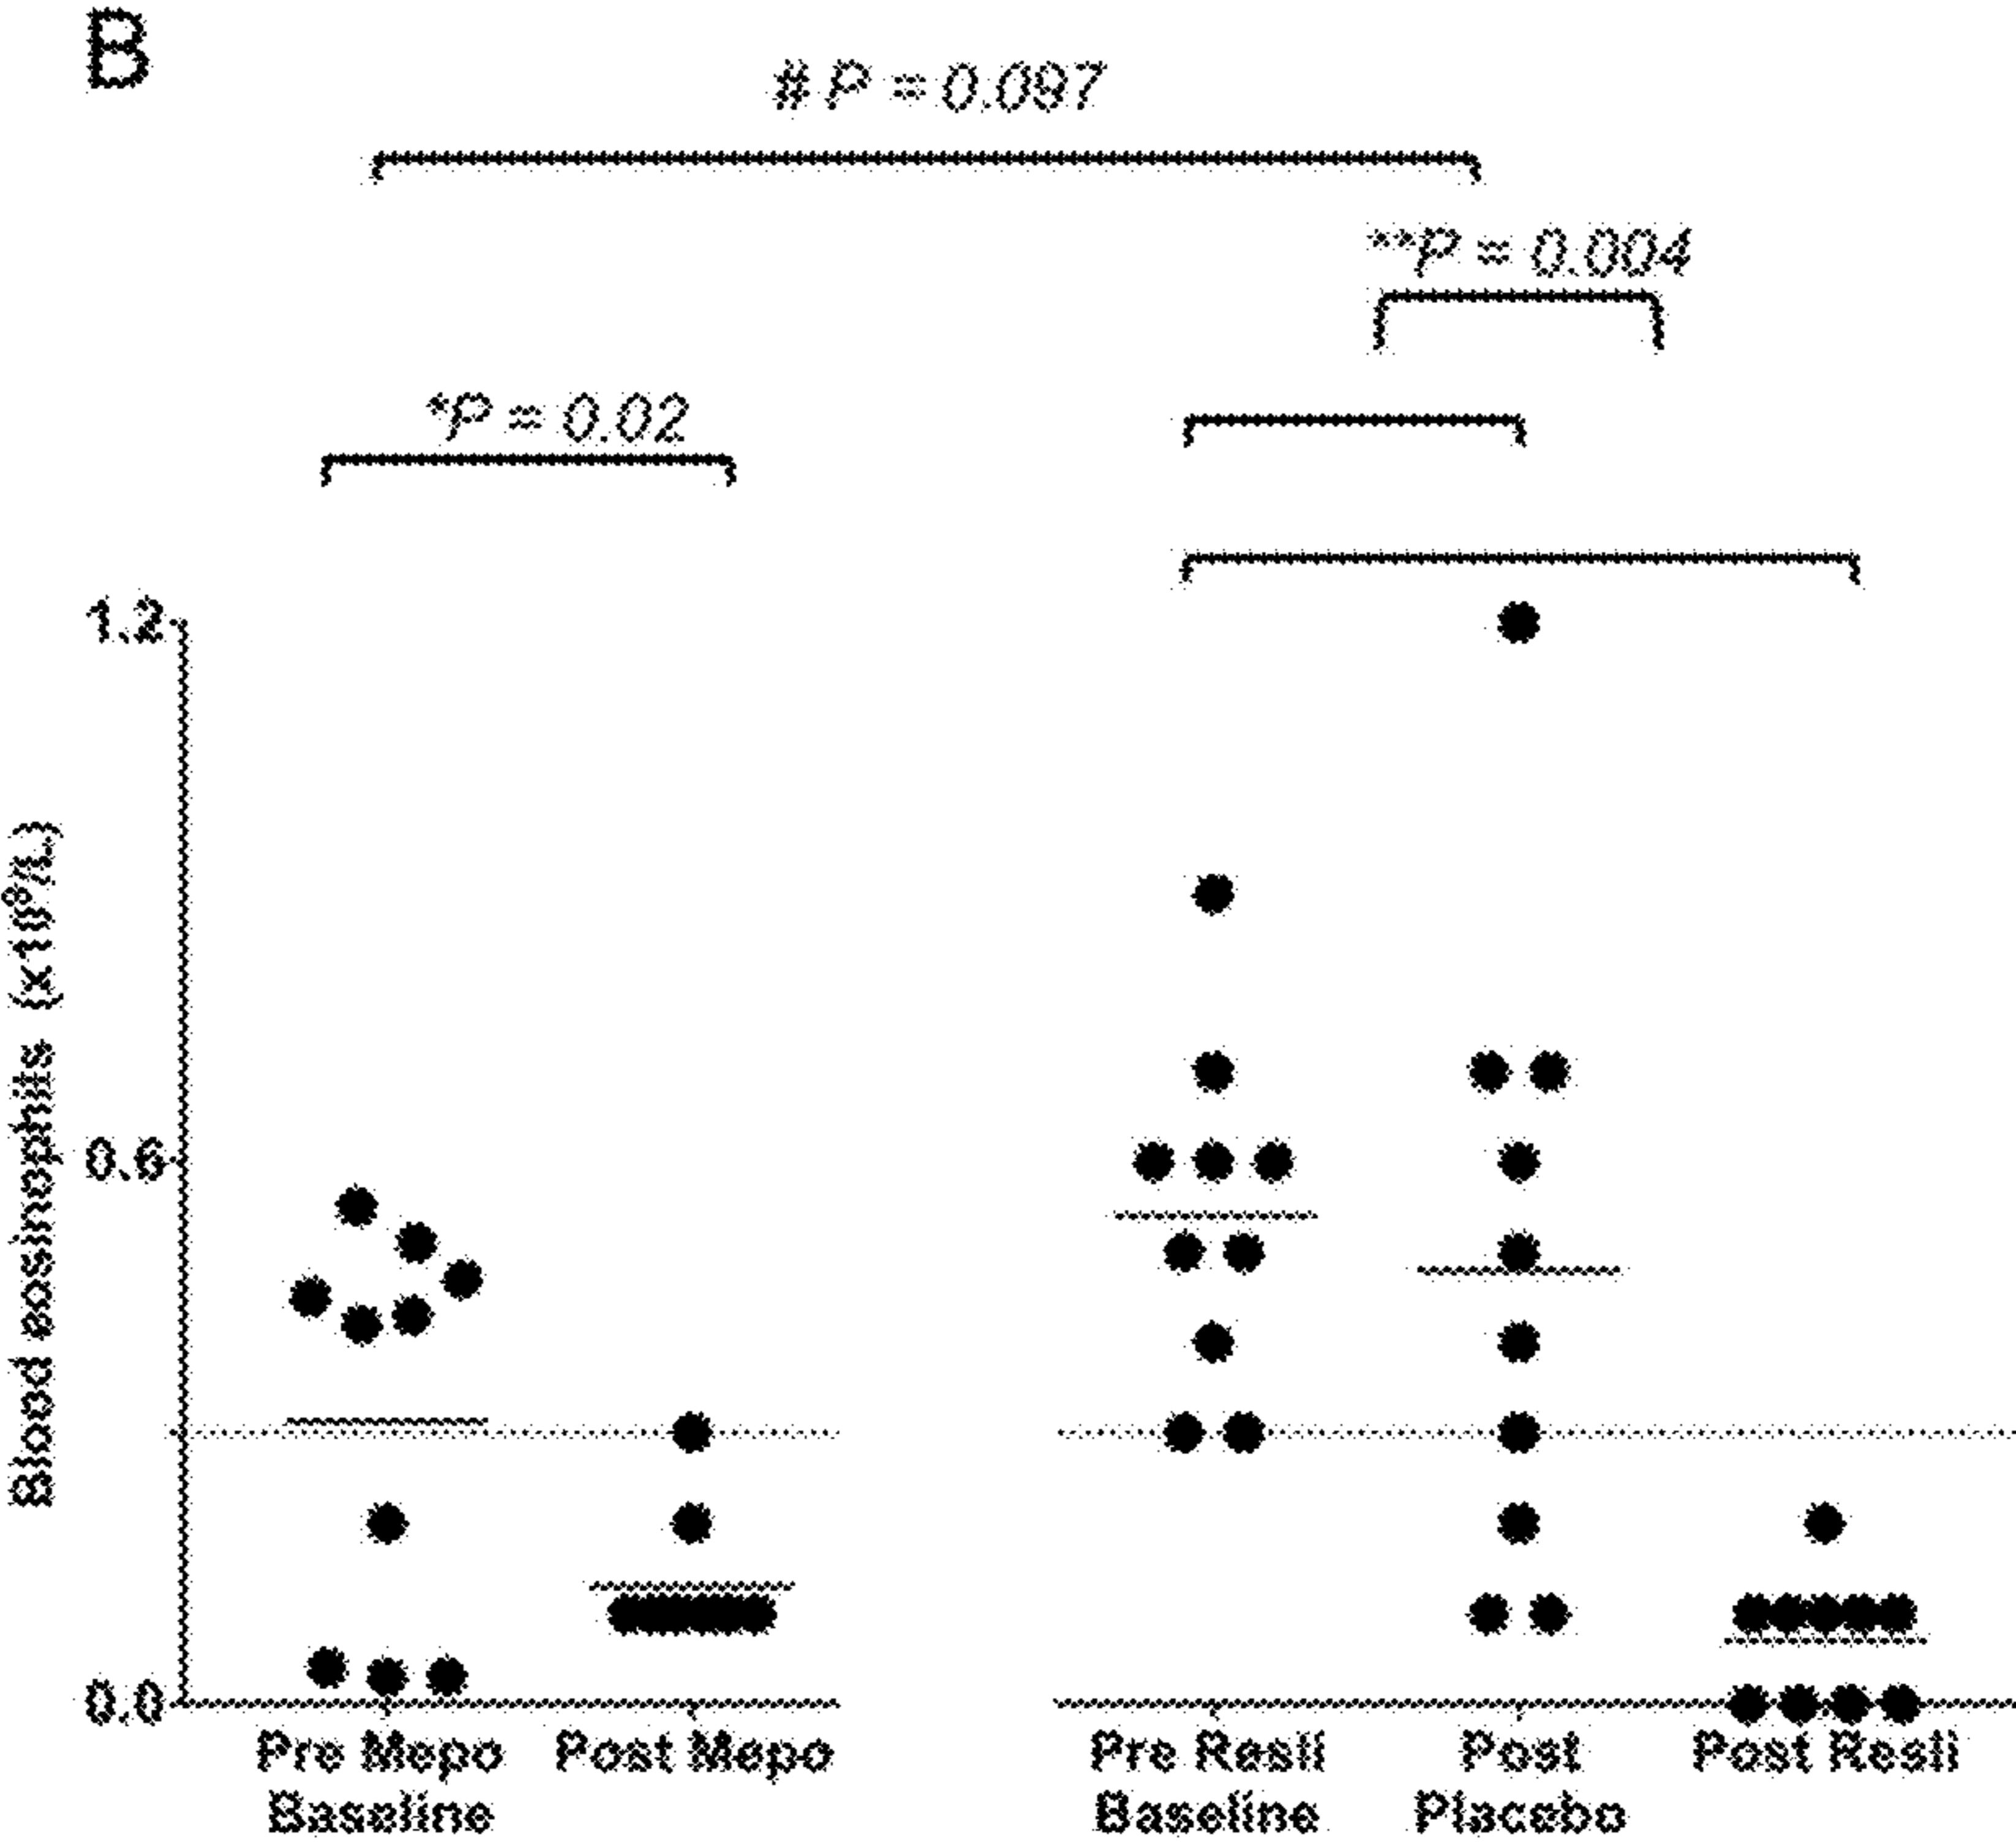 B
# P = 0.097
**P = 0.004
*P = 0.02
1.2
0.6
0.0
Blood eosinophils (x10⁹/L)
Pre Mepo
Baseline
Post Mepo
Pre Resli
Baseline
Post
Placebo
Post Resli